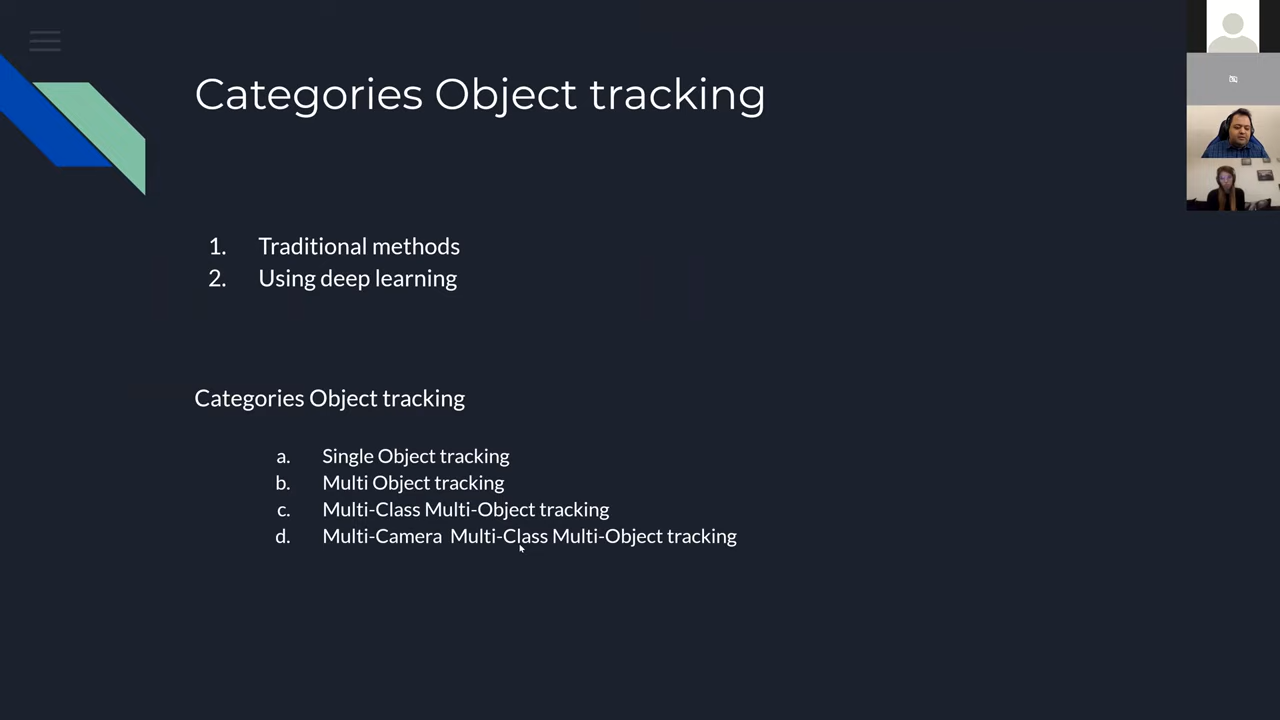 Categories Object tracking
1. Traditional methods
2. Using deep learning
Categories Object tracking
a. Single Object tracking
b. Multi Object tracking
c. Multi-Class Multi-Object tracking
d. Multi-Camera  Multi-Class Multi-Object tracking